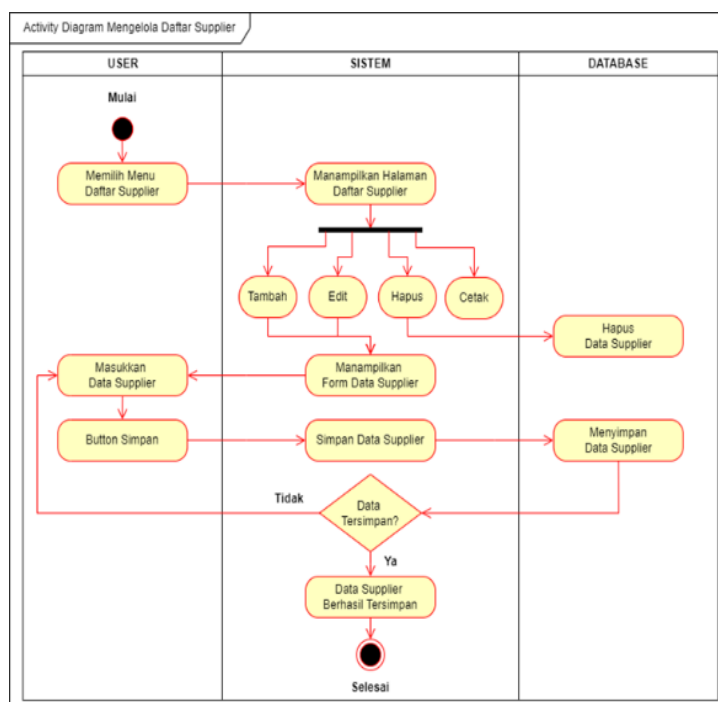 Activity Diagram Mengelola Daftar Supplier
USER
SISTEM
DATABASE
Mulai
Memilih Menu
Daftar Supplier
Manampilkan Halaman
Daftar Supplier
Tambah
Edit
Hapus
Cetak
Hapus
Data Supplier
Masukkan
Data Supplier
Manampilkan
Form Data Supplier
Button Simpan
Simpan Data Supplier
Menyimpan
Data Supplier
Tidak
Data
Tersimpan?
Ya
Data Supplier
Berhasil Tersimpan
Selesai